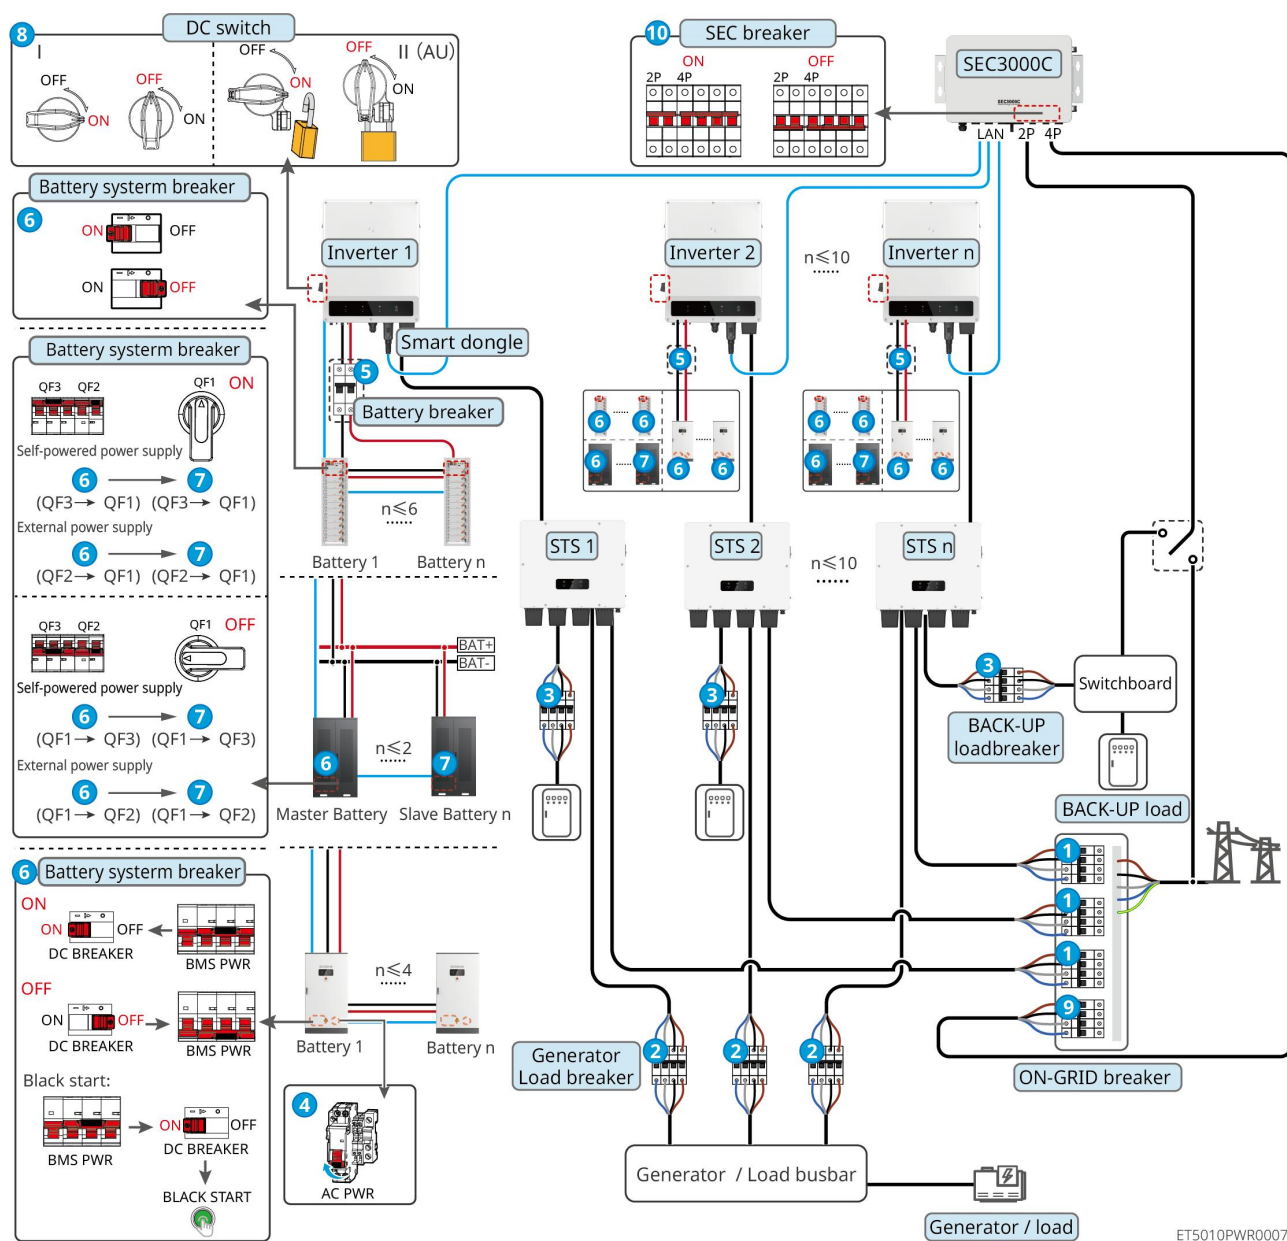 8
DC switch
I
OFF
ON
OFF
ON
OFF
ON
OFF
ON
II (AU)
10
SEC breaker
ON
OFF
2P 4P
2P 4P
SEC3000C
SEC3000C
LAN 2P 4P
Battery systerm breaker
6
ON OFF
ON OFF
Inverter 1
Inverter 2
n≤10
......
Inverter n
Smart dongle
5
5
5
Battery breaker
Battery systerm breaker
QF3 QF2
QF1
ON
Self-powered power supply
6 7
(QF3→ QF1) (QF3→ QF1)
External power supply
6 7
(QF2→ QF1) (QF2→ QF1)
6 6
6 7
6 6
6 6
6 7
6 6
n≤6
......
Battery 1
Battery n
STS 1
STS 2
n≤10
......
STS n
QF3 QF2
QF1
OFF
Self-powered power supply
6 7
(QF1→ QF3) (QF1→ QF3)
External power supply
6 7
(QF1→ QF2) (QF1→ QF2)
BAT+
BAT-
6
n≤2
......
7
Master Battery
Slave Battery n
3
3
3
BACK-UP
loadbreaker
Switchboard
BACK-UP load
1
1
1
9
ON-GRID breaker
6
Battery systerm breaker
ON
ON OFF
DC BREAKER
BMS PWR
OFF
ON OFF
DC BREAKER
BMS PWR
Black start:
BMS PWR
ON OFF
DC BREAKER
BLACK START
n≤4
......
Battery 1
Battery n
4
AC PWR
Generator
Load breaker
2
2
2
Generator / Load busbar
Generator / load
ET5010PWR0007